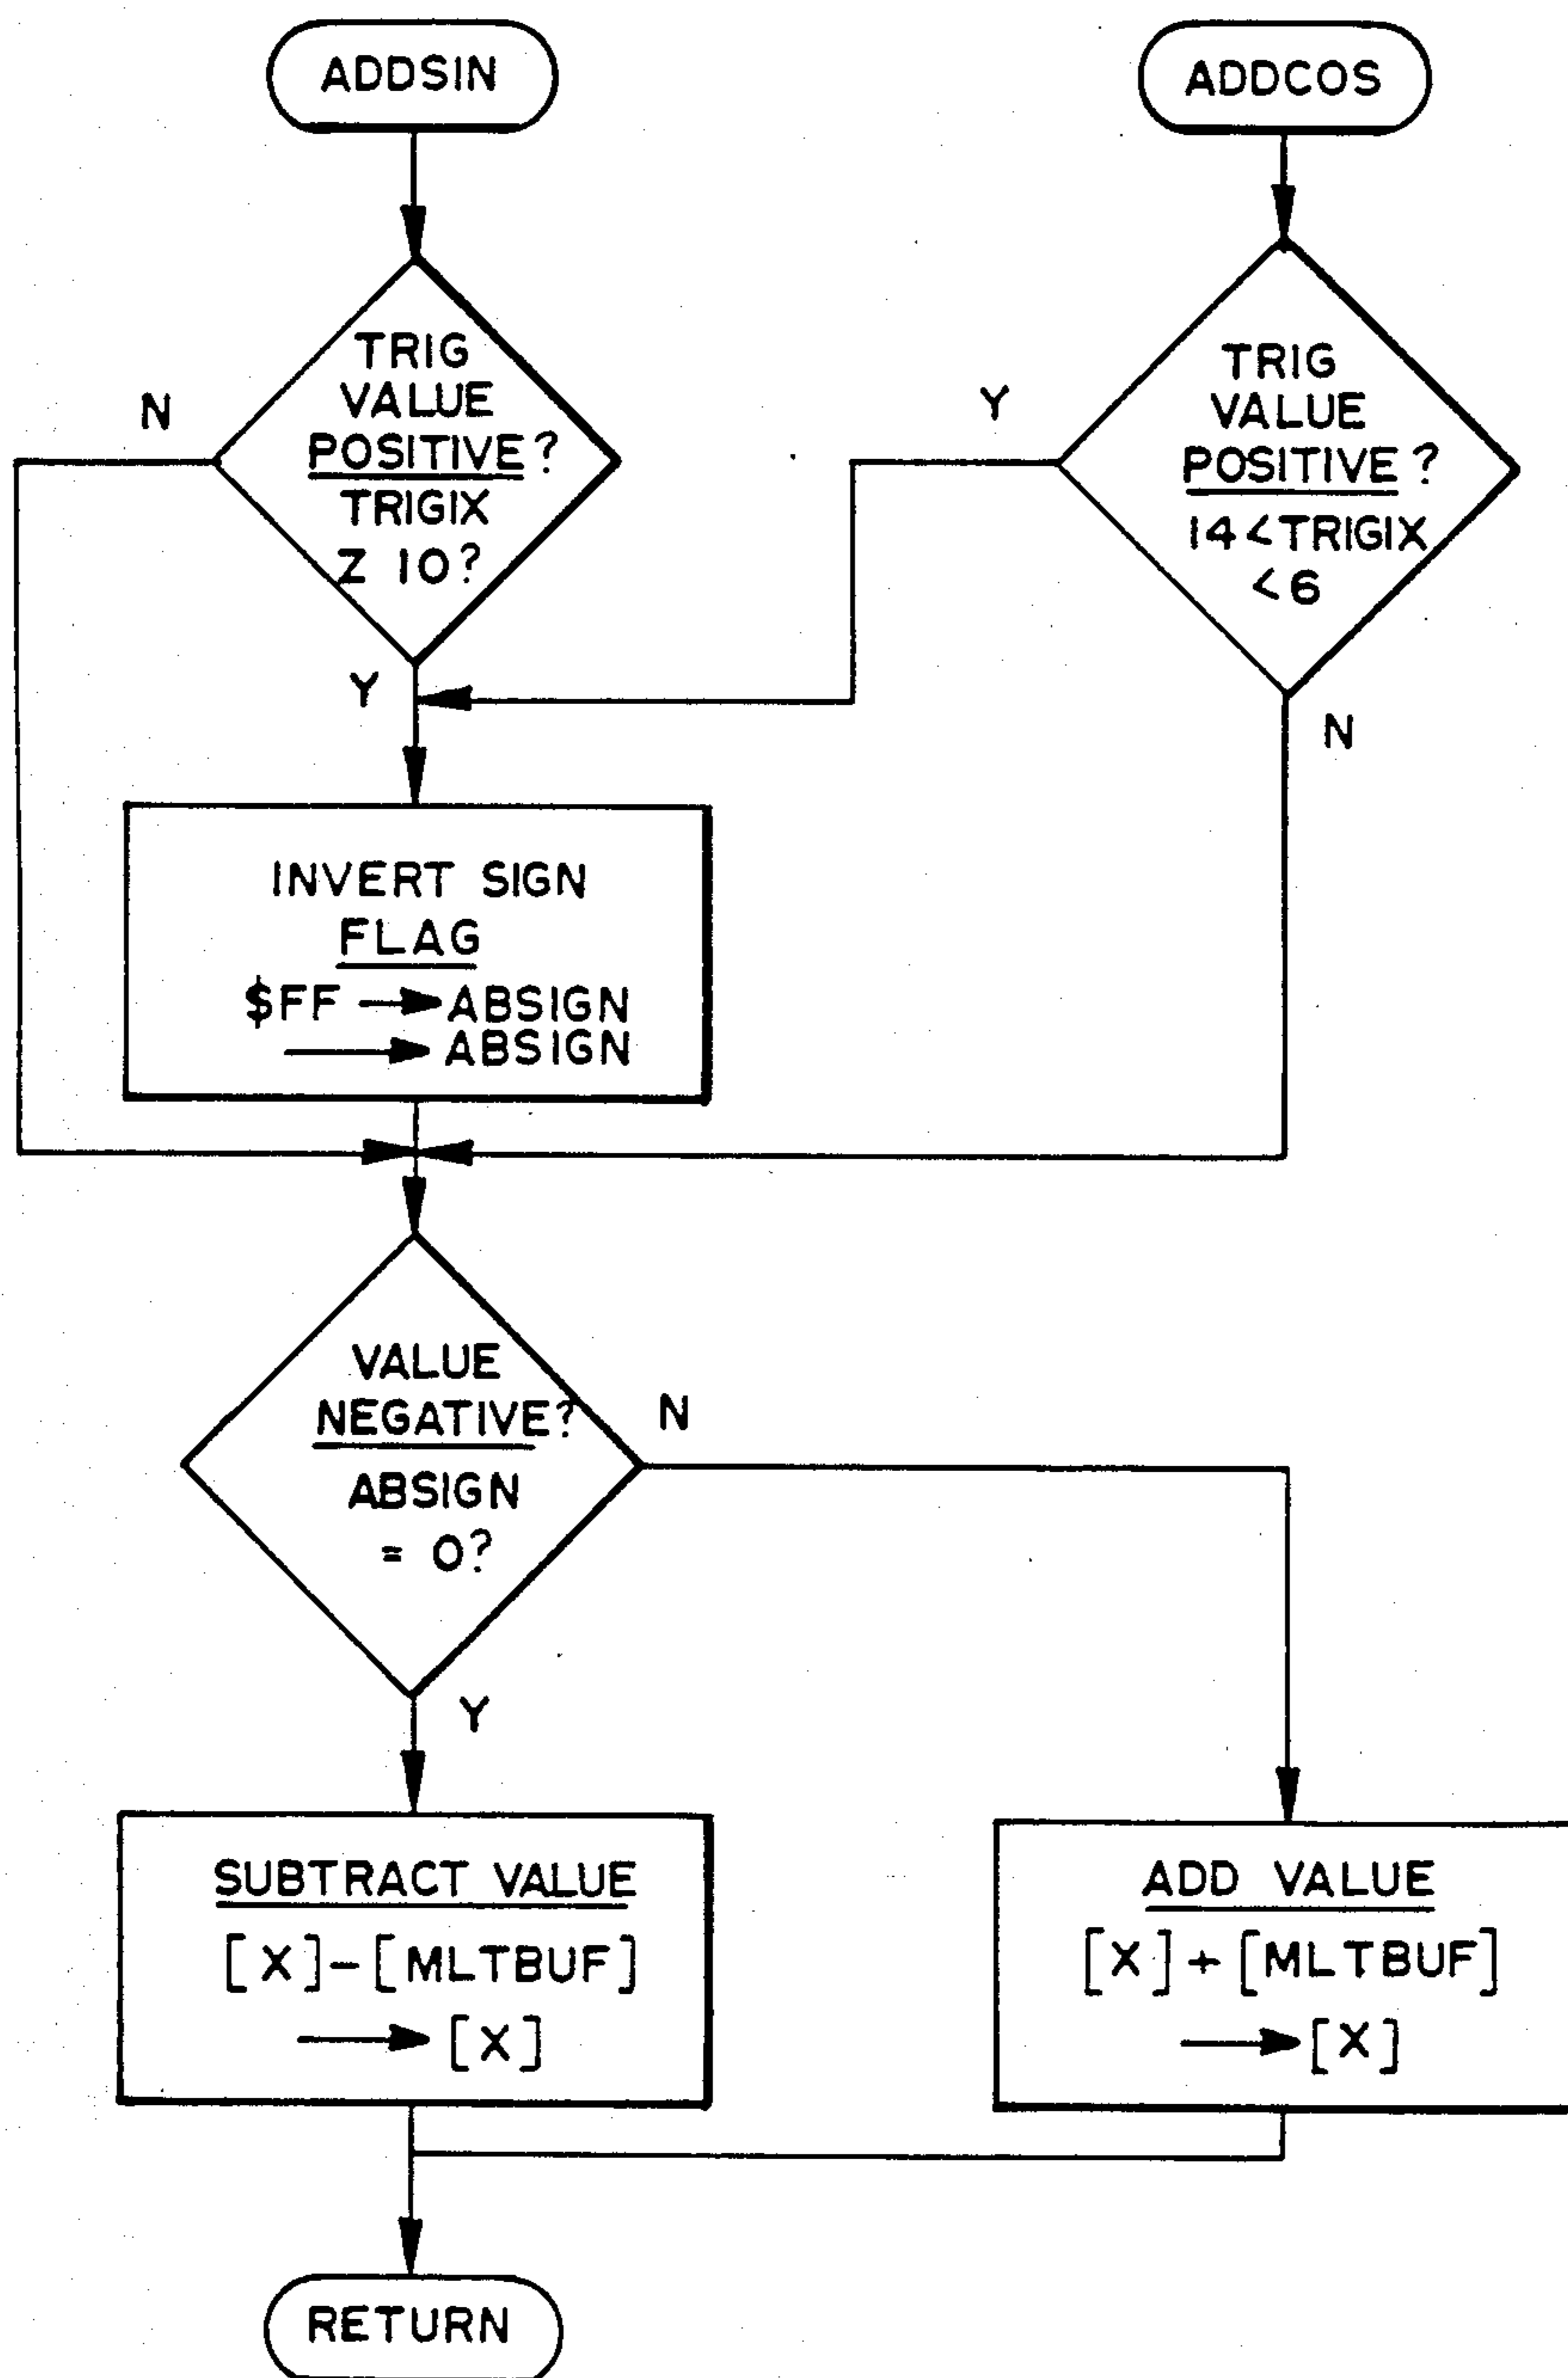 ADDSIN
ADDCOS
TRIG
VALUE
POSITIVE?
TRIGIX
Z 10?
N
Y
TRIG
VALUE
POSITIVE?
14<TRIGIX
<6
Y
N
INVERT SIGN
FLAG
$FF → ABSIGN
→ ABSIGN
VALUE
NEGATIVE?
ABSIGN
= 0?
N
Y
SUBTRACT VALUE
[X]-[MLTBUF]
→ [X]
ADD VALUE
[X]+[MLTBUF]
→ [X]
RETURN